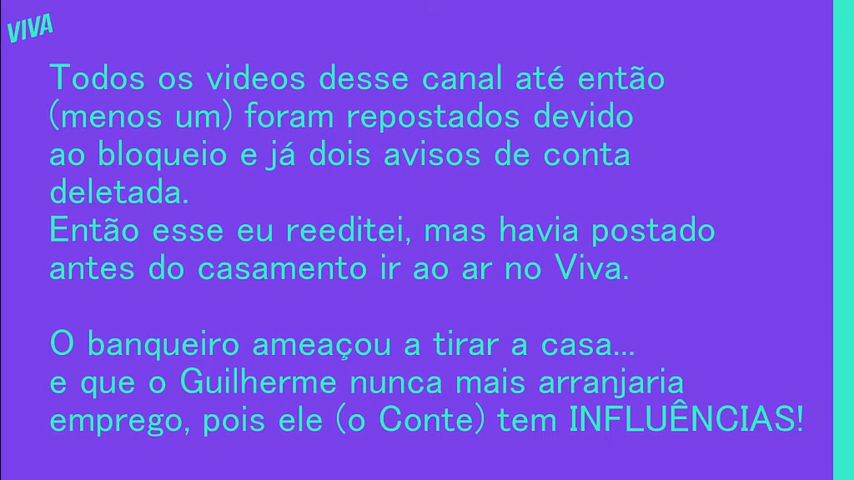 VIVA
Todos os videos desse canal até então
(menos um) foram repostados devido
ao bloqueio e já dois avisos de conta
deletada.
Então esse eu reeditei, mas havia postado
antes do casamento ir ao ar no Viva.
O banqueiro ameaçou a tirar a casa...
e que o Guilherme nunca mais arranjaria
emprego, pois ele (o Conte) tem INFLUÊNCIAS!